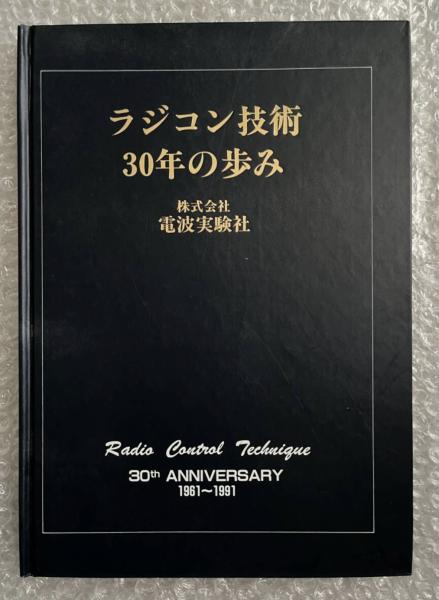 ラジコン技術
30年の歩み
株式会社
電波実験社
Radio Control Technique
30th ANNIVERSARY
1961〜1991